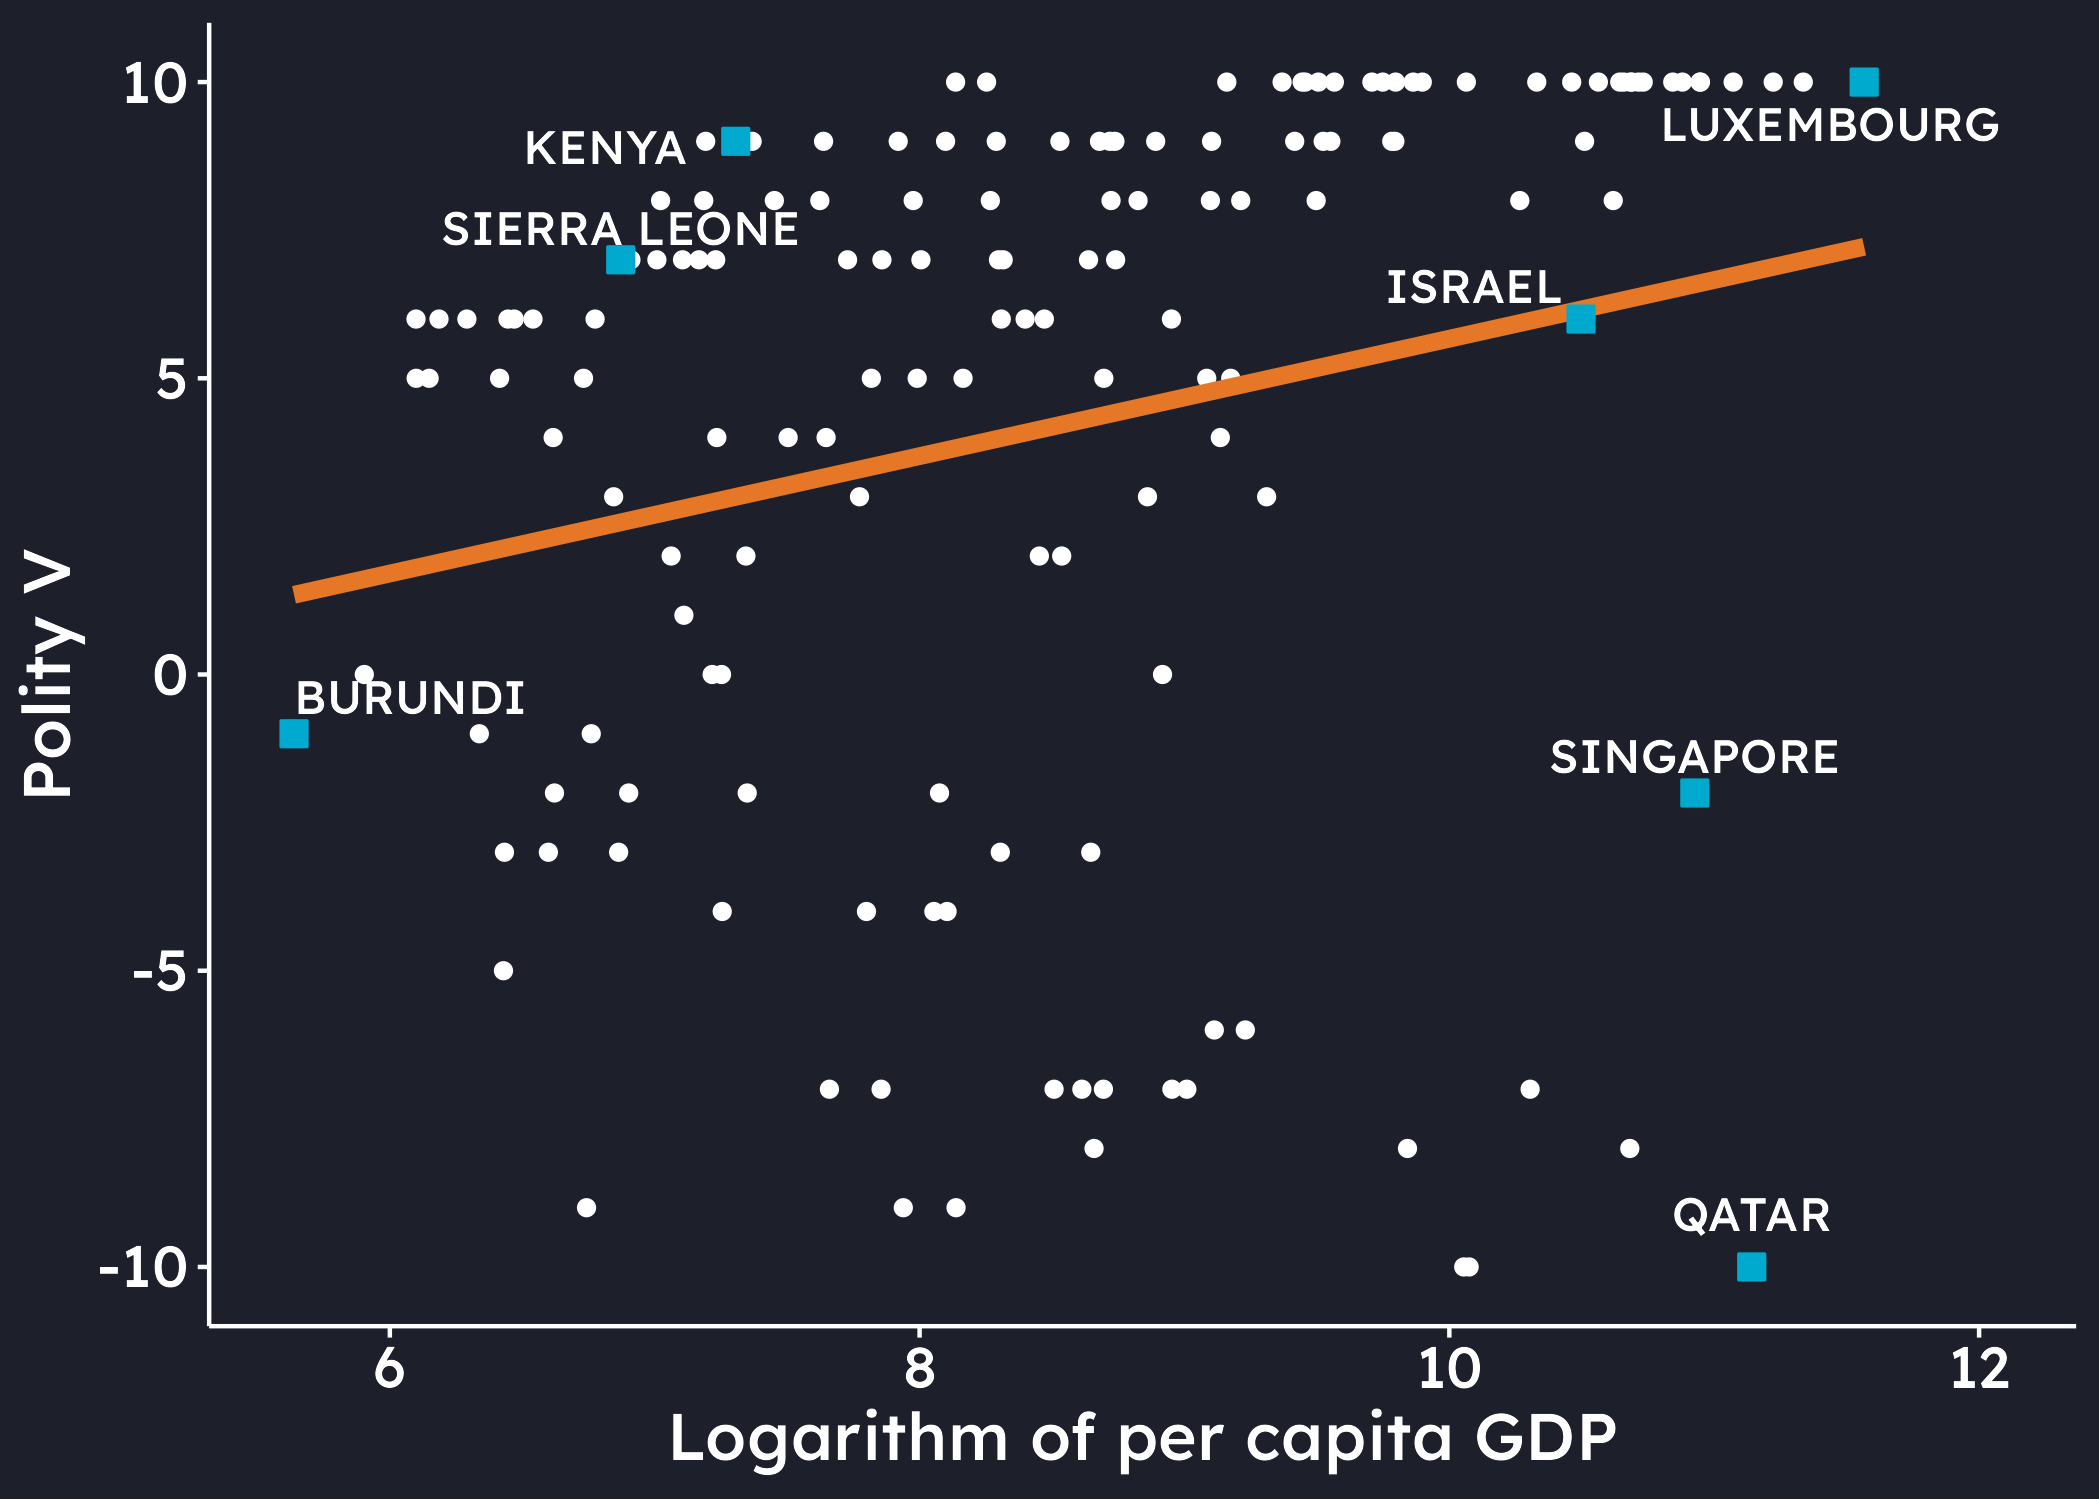 10
KENYA
LUXEMBOURG
SIERRA LEONE
ISRAEL
5
Polity V
0
BURUNDI
SINGAPORE
-5
QATAR
-10
6 8 10 12
Logarithm of per capita GDP